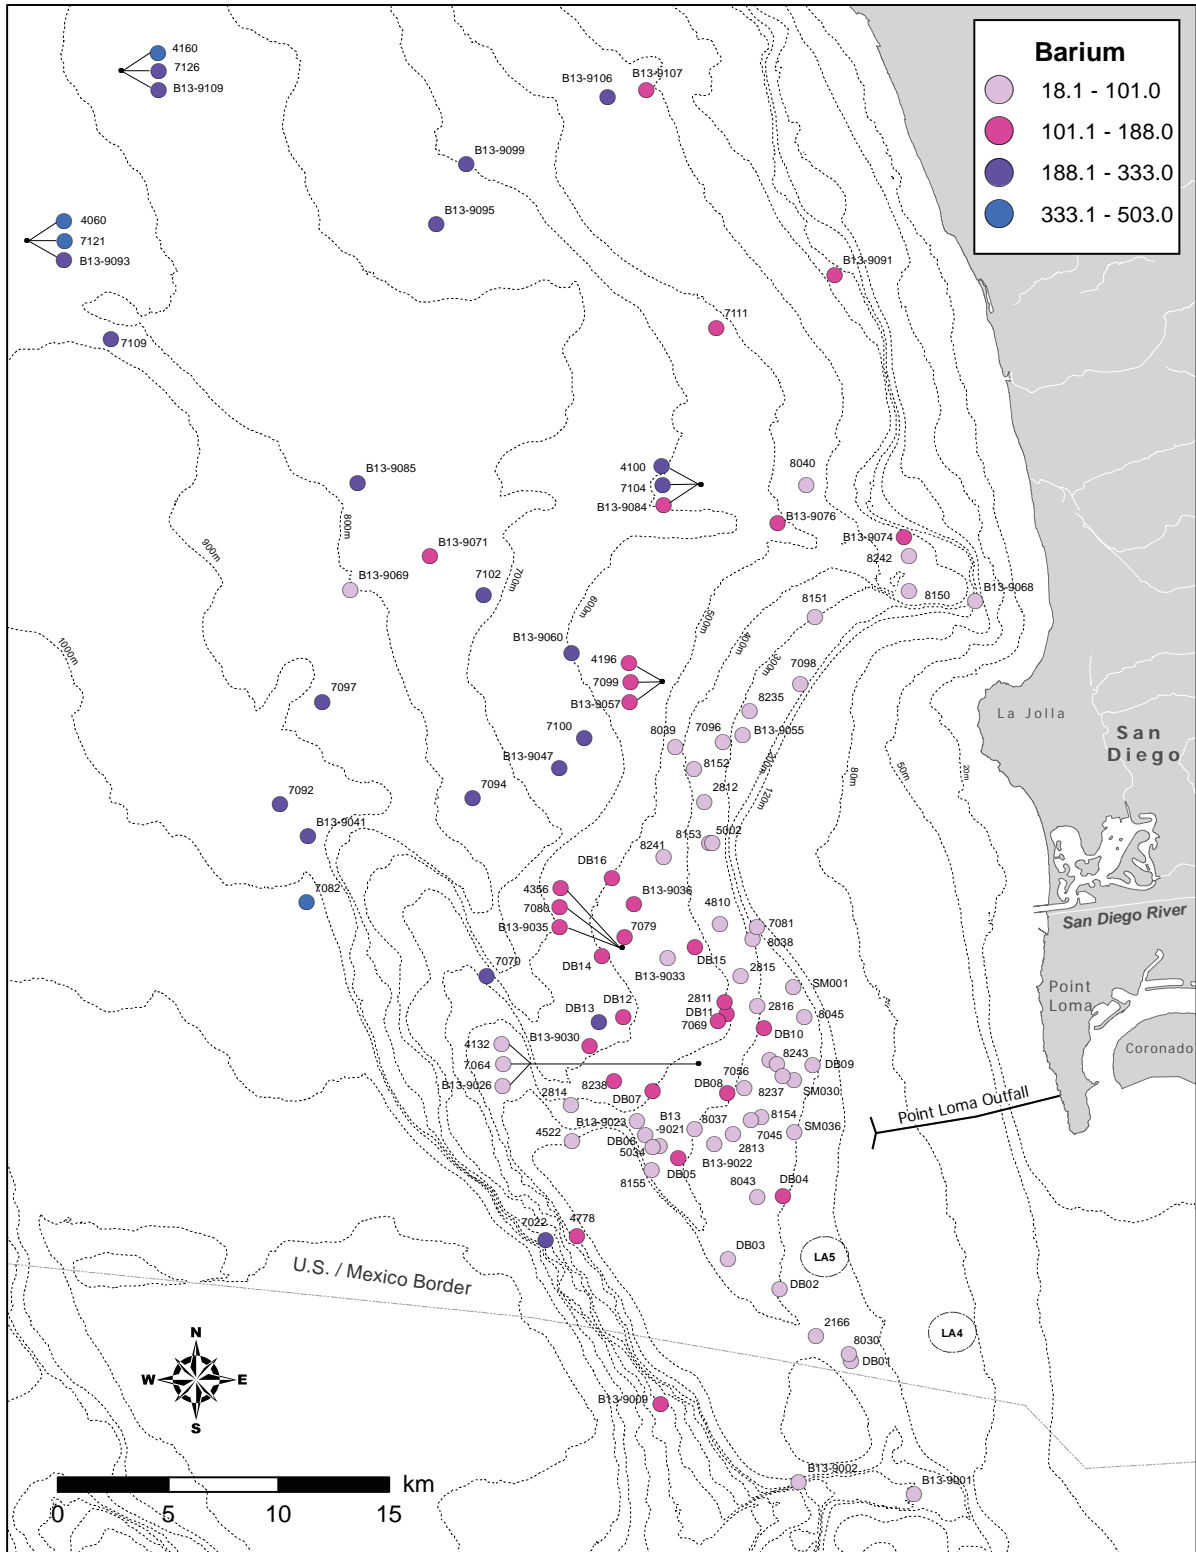 Barium
18.1 - 101.0
101.1 - 188.0
188.1 - 333.0
333.1 - 503.0
4160
7126
B13-9109
B13-9106
B13-9107
B13-9099
B13-9095
4060
7121
B13-9093
B13-9091
7111
7109
4100
7104
B13-9084
8040
B13-9085
B13-9076
B13-9074
8242
800m
900m
B13-9071
B13-9069
7102
700m
600m
8150
B13-9068
8151
500m
400m
300m
1000m
B13-9060
4196
7099
B13-9057
7098
7097
8235
La Jolla
San
Diego
7100
8039
7096
B13-9055
B13-9047
8152
200m
120m
80m
50m
20m
7092
7094
2812
B13-9041
8153
5002
8241
DB16
7082
4356
7080
B13-9035
B13-9036
7079
4810
7081
8038
San Diego River
DB14
B13-9033
DB15
7070
2815
SM001
Point
Loma
DB12
DB13
2811
DB11
7069
2816
8045
DB10
Coronado
4132
7064
B13-9026
B13-9030
8243
DB09
7056
8238
DB08
8237
SM030
2814
DB07
Point Loma Outfall
B13-9023
B13
-9021
8037
8154
4522
DB06
5034
7045
SM036
2813
B13-9022
8155
DB05
8043
DB04
7022
4778
DB03
LA5
U.S. / Mexico Border
DB02
2166
8030
DB01
LA4
N
W
E
S
B13-9009
B13-9002
B13-9001
km
0
5
10
15